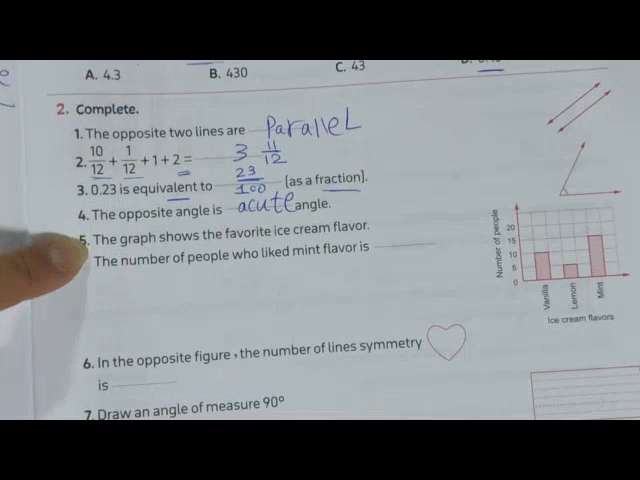 A. 4.3 B. 430 C. 43
2. Complete.
1. The opposite two lines are Parallel
2. 10/12 + 1/12 + 1 + 2 = 3 11/12
3. 0.23 is equivalent to 23/100 (as a fraction).
4. The opposite angle is acute angle.
5. The graph shows the favorite ice cream flavor.
The number of people who liked mint flavor is
Number of people
20
15
10
5
0
Vanilla Lemon Mint
Ice cream flavors
6. In the opposite figure, the number of lines symmetry
is
7. Draw an angle of measure 90°